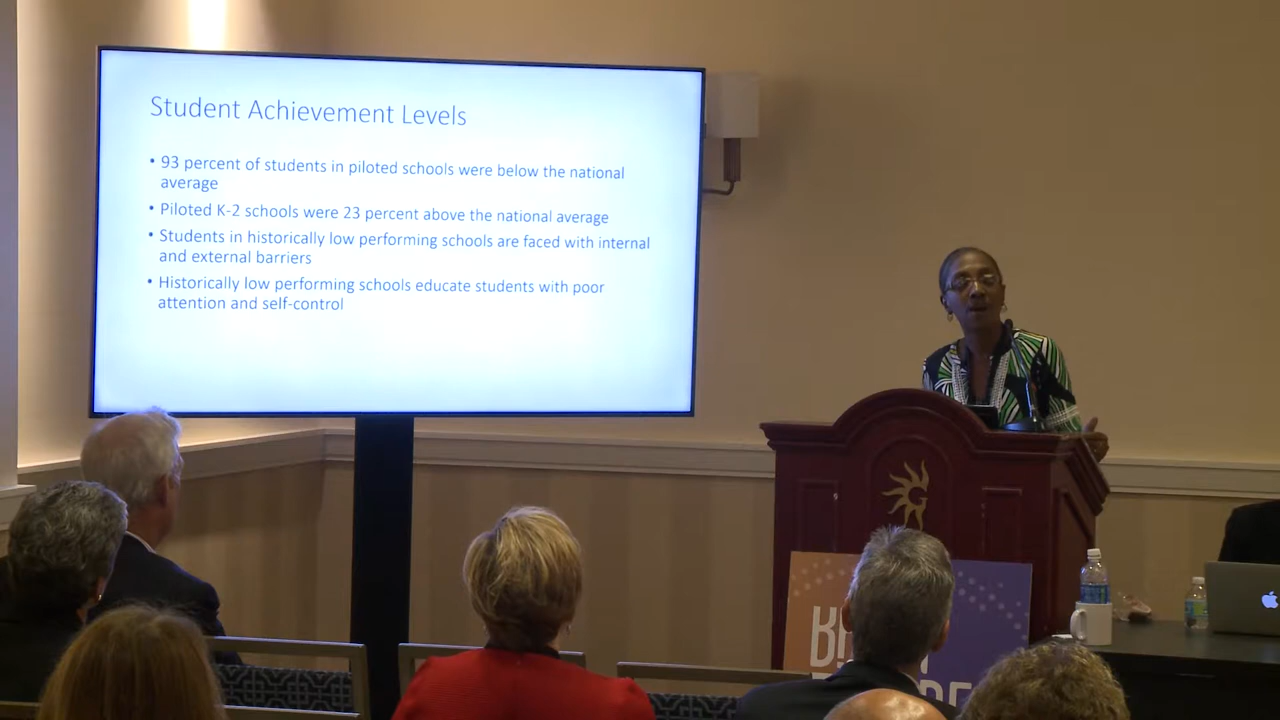 Student Achievement Levels
• 93 percent of students in piloted schools were below the national
average
• Piloted K-2 schools were 23 percent above the national average
• Students in historically low performing schools are faced with internal
and external barriers
• Historically low performing schools educate students with poor
attention and self-control